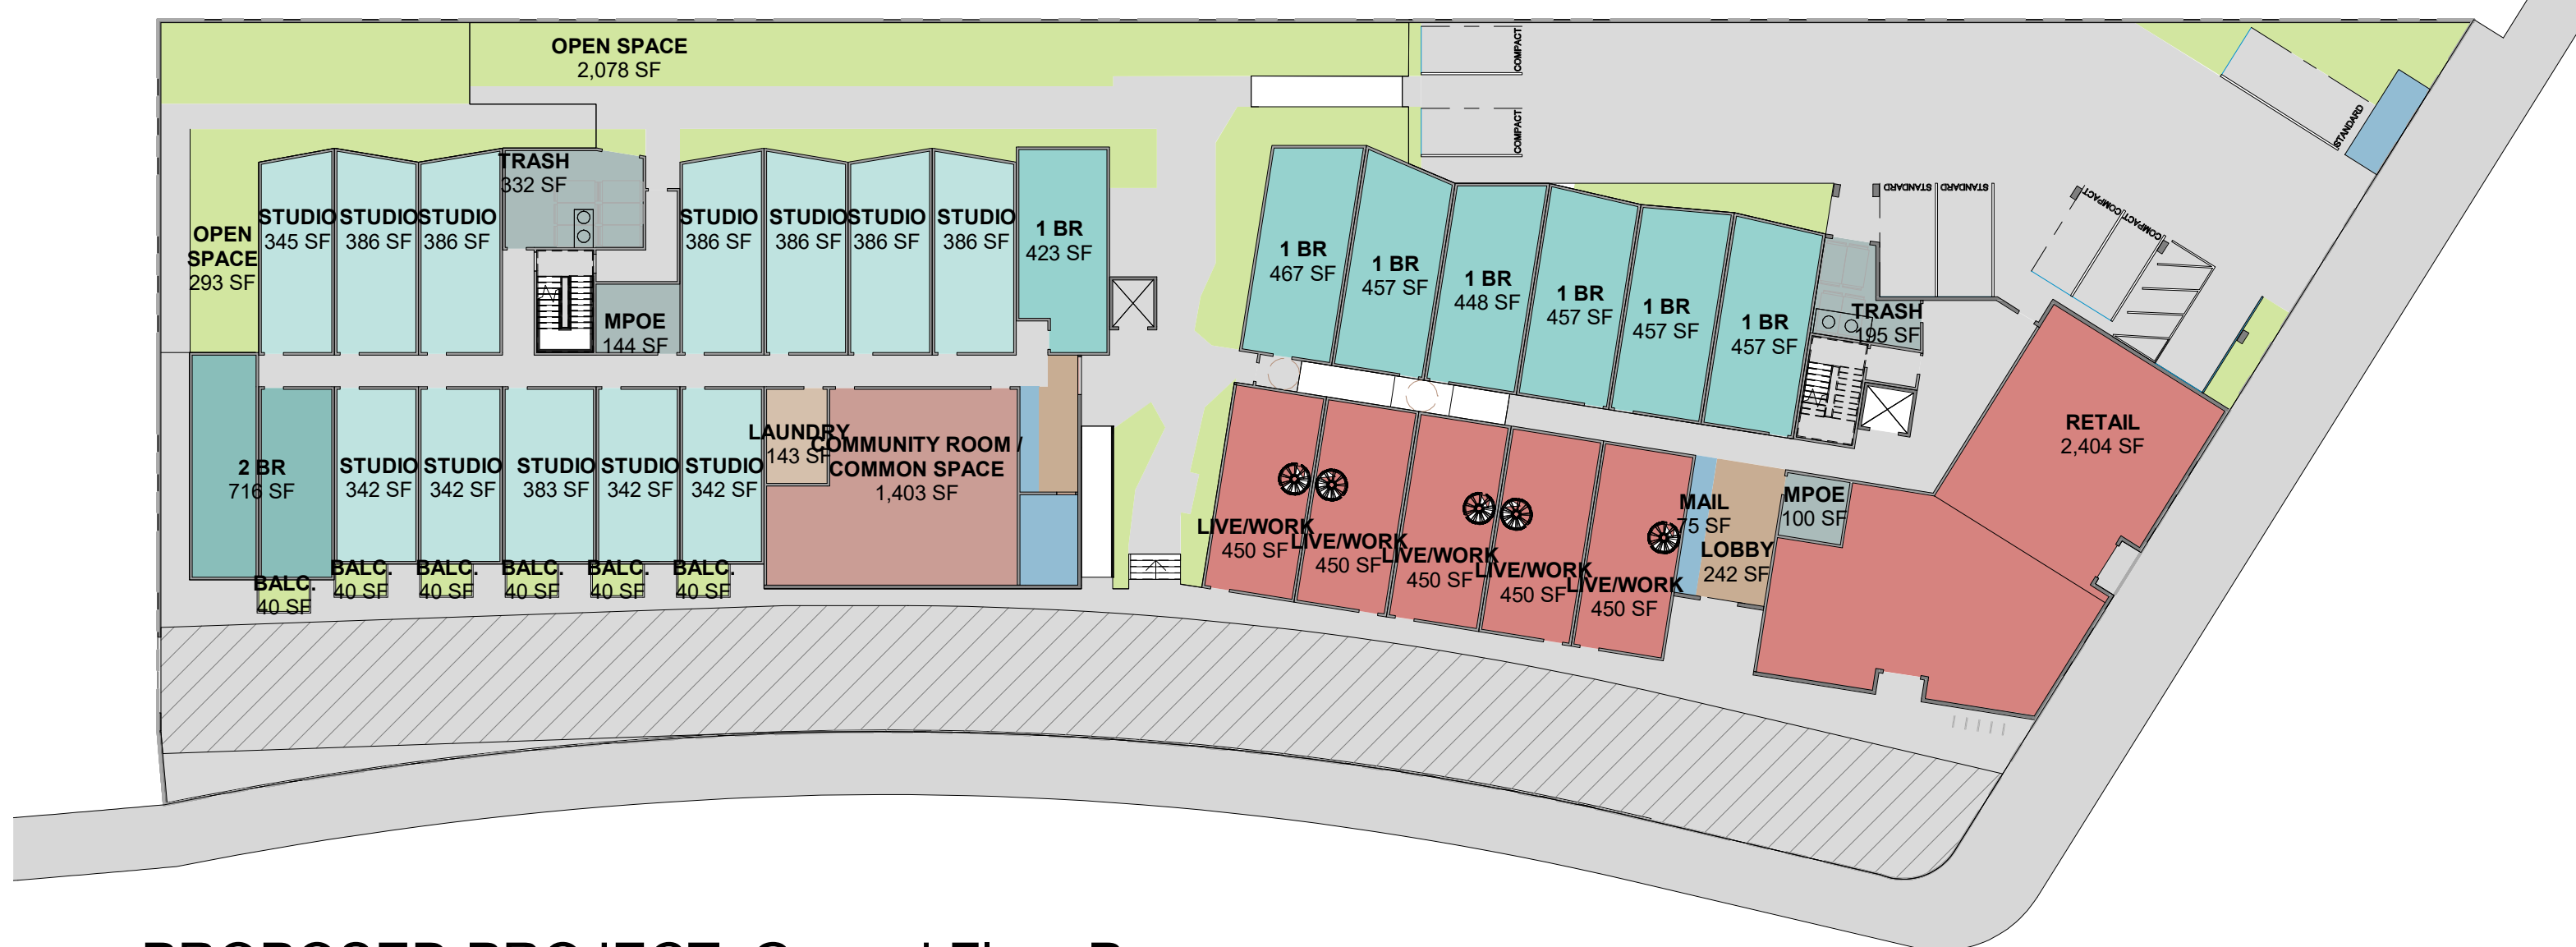 OPEN SPACE
2,078 SF
COMPACT
COMPACT
STANDARD
STANDARD
STANDARD
COMPACT
COMPACT
COMPACT
TRASH
332 SF
OPEN
SPACE
293 SF
STUDIO
345 SF
STUDIO
386 SF
STUDIO
386 SF
STUDIO
386 SF
STUDIO
386 SF
STUDIO
386 SF
STUDIO
386 SF
1 BR
423 SF
MPOE
144 SF
1 BR
467 SF
1 BR
457 SF
1 BR
448 SF
1 BR
457 SF
1 BR
457 SF
1 BR
457 SF
TRASH
195 SF
RETAIL
2,404 SF
2 BR
716 SF
STUDIO
342 SF
STUDIO
342 SF
STUDIO
383 SF
STUDIO
342 SF
STUDIO
342 SF
LAUNDRY
143 SF
COMMUNITY ROOM /
COMMON SPACE
1,403 SF
BALC.
40 SF
BALC.
40 SF
BALC.
40 SF
BALC.
40 SF
BALC.
40 SF
BALC.
40 SF
LIVE/WORK
450 SF
LIVE/WORK
450 SF
LIVE/WORK
450 SF
LIVE/WORK
450 SF
LIVE/WORK
450 SF
MAIL
75 SF
LOBBY
242 SF
MPOE
100 SF